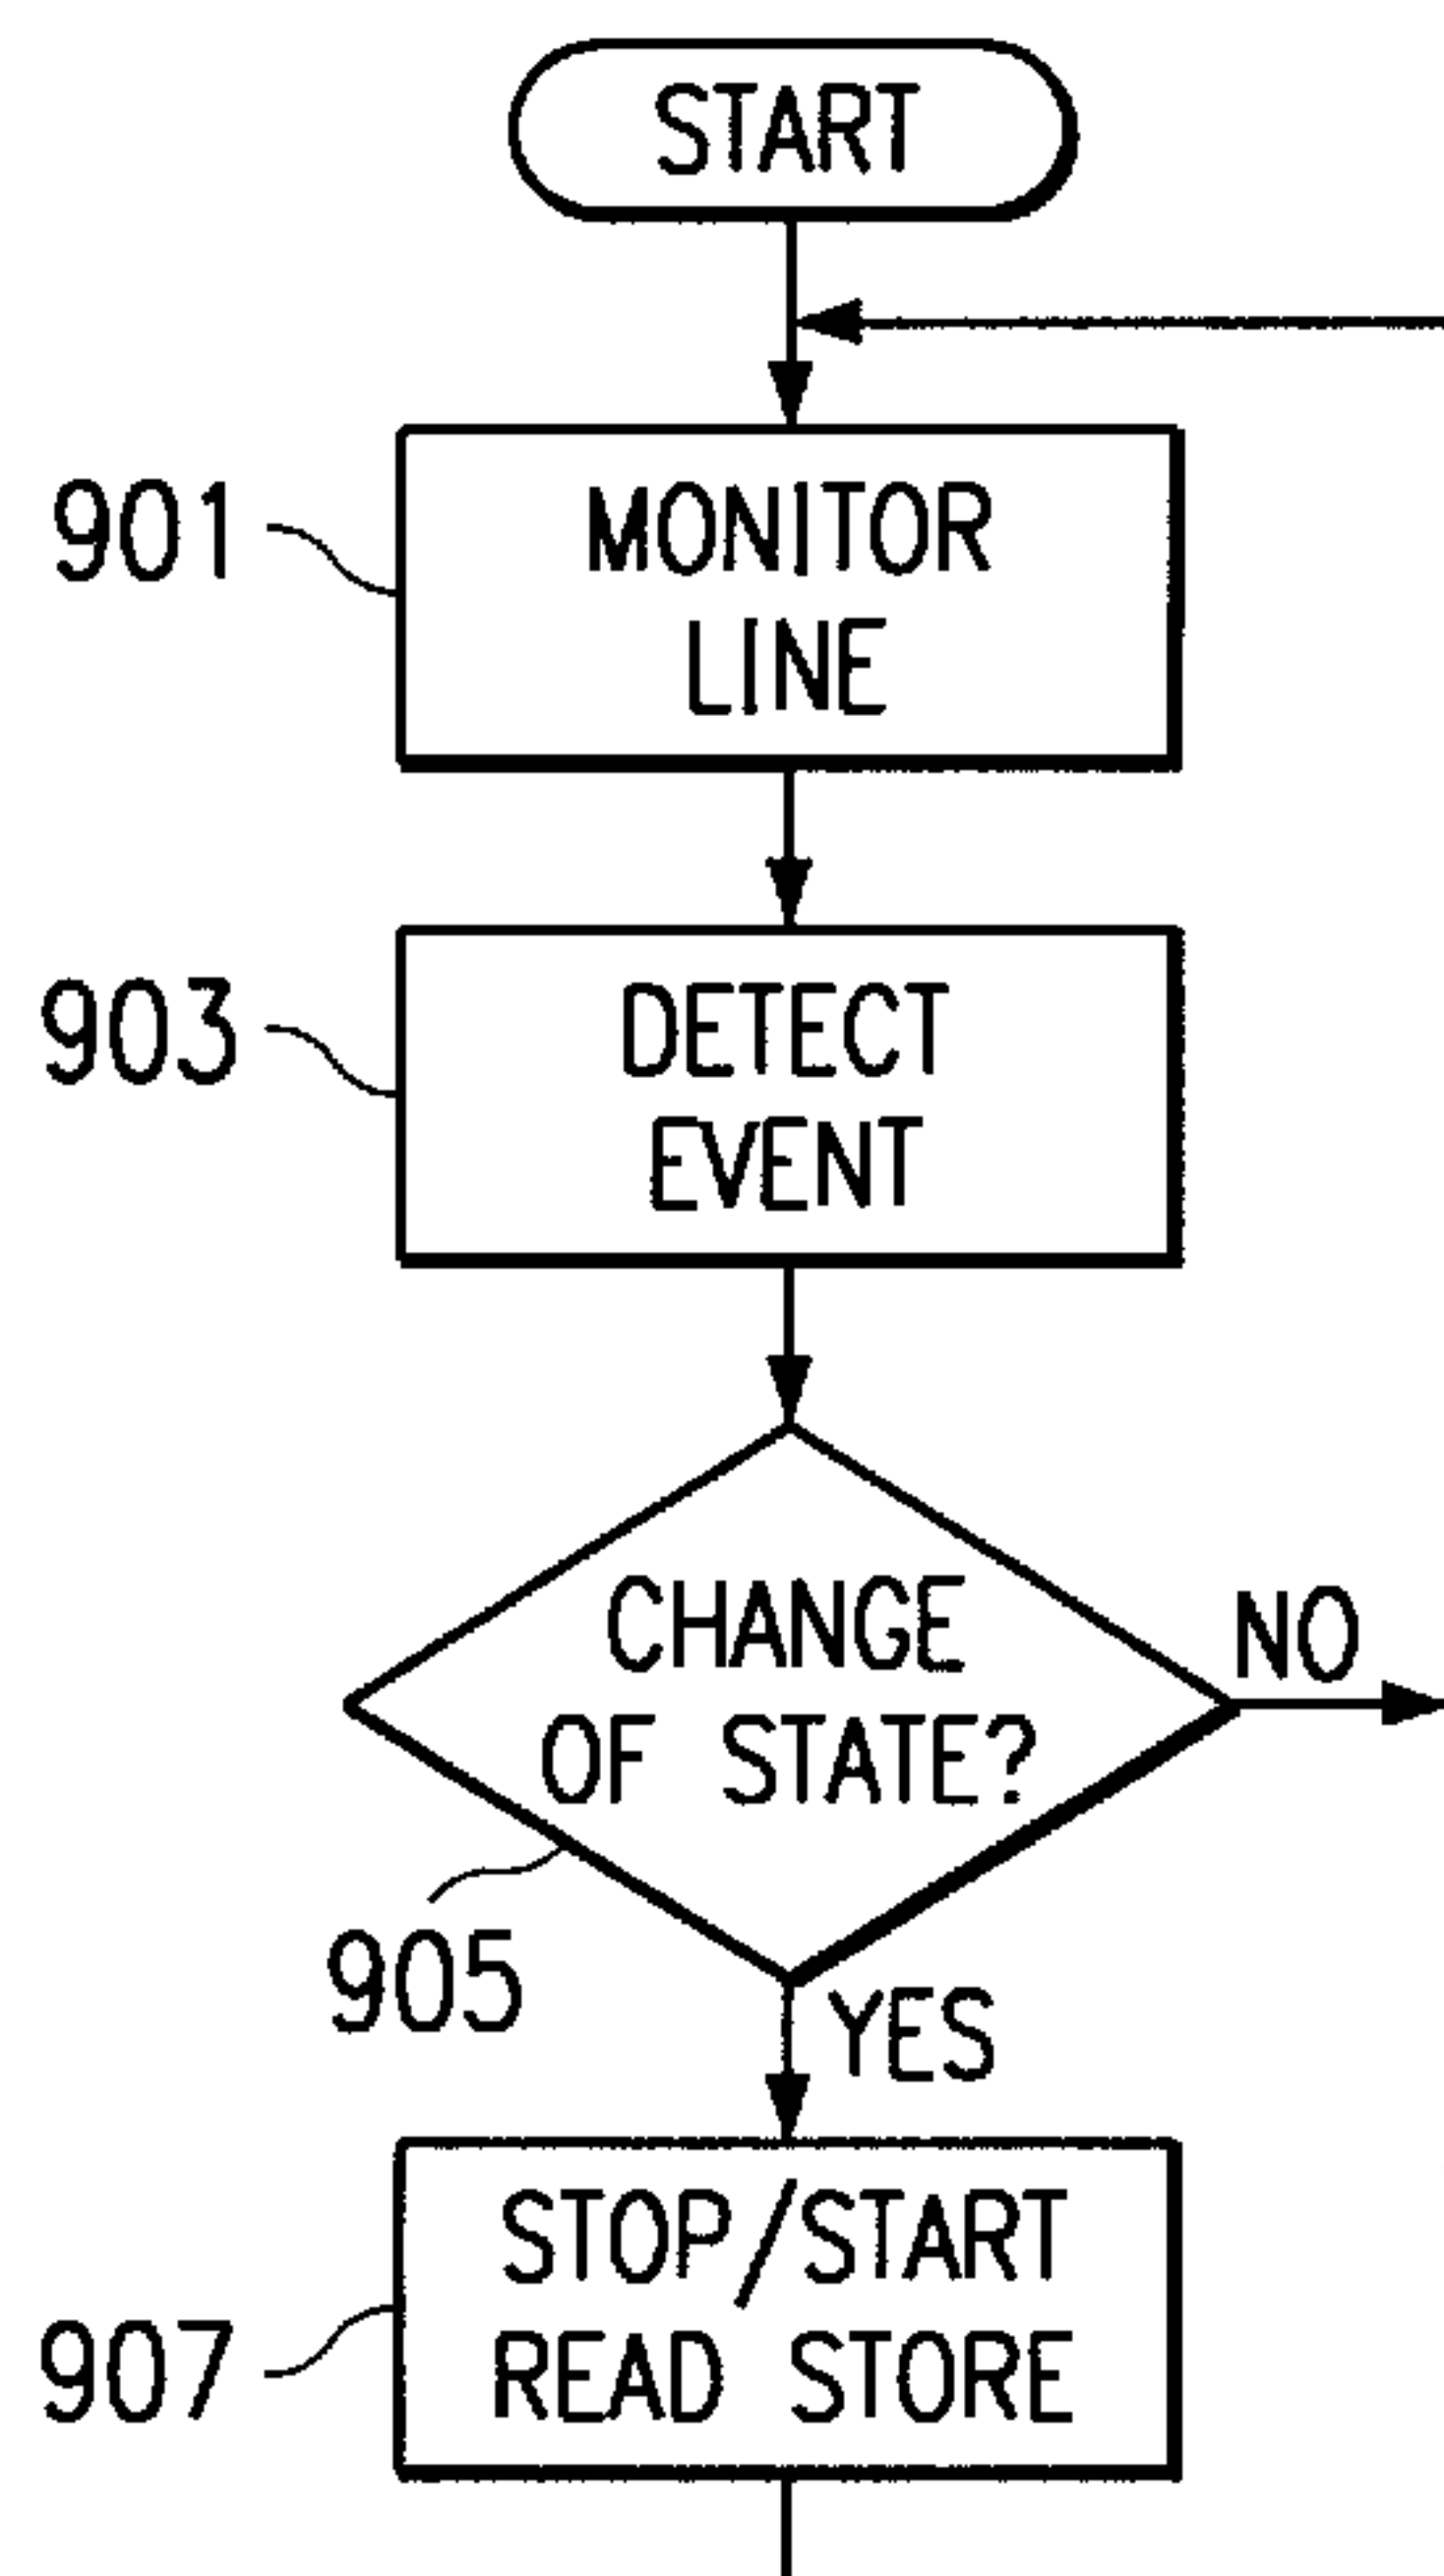 START
901
MONITOR
LINE
903
DETECT
EVENT
CHANGE
OF STATE?
NO
905
YES
STOP/START
READ STORE
907